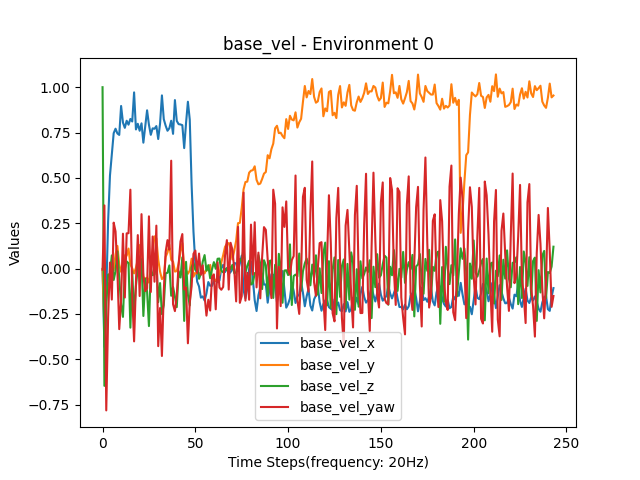 base_vel - Environment 0
Values
1.00
0.75
0.50
0.25
0.00
−0.25
−0.50
−0.75
base_vel_x
base_vel_y
base_vel_z
base_vel_yaw
0 50 100 150 200 250
Time Steps(frequency: 20Hz)